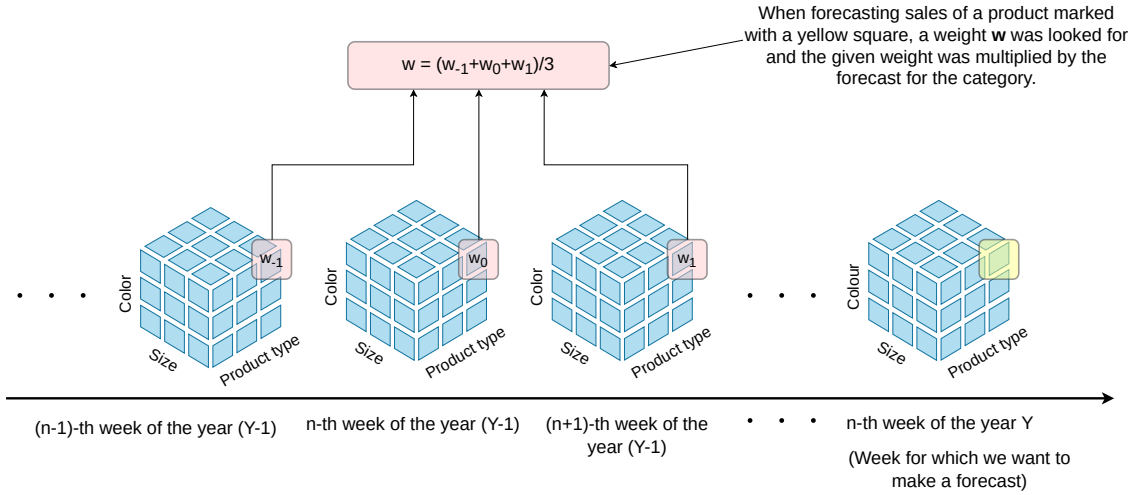 When forecasting sales of a product marked
with a yellow square, a weight w was looked for
and the given weight was multiplied by the
forecast for the category.
w = (w-1+w0+w1)/3
w-1
w0
w1
Color
Size
Product type
Color
Size
Product type
Color
Size
Product type
Colour
Size
Product type
. . .
. . .
(n-1)-th week of the year (Y-1)
n-th week of the year (Y-1)
(n+1)-th week of the
year (Y-1)
. . .
n-th week of the year Y
(Week for which we want to
make a forecast)